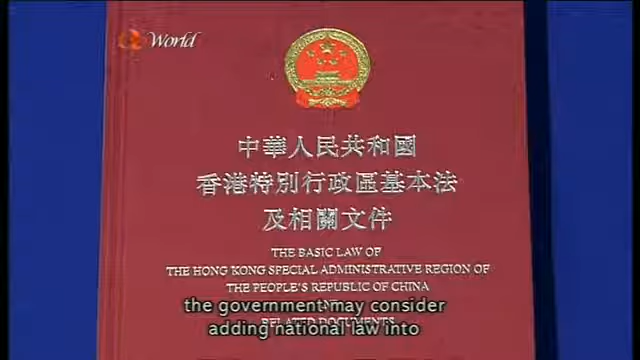 World
中華人民共和國
香港特別行政區基本法
及相關文件
THE BASIC LAW OF
THE HONG KONG SPECIAL ADMINISTRATIVE REGION OF
THE PEOPLE'S REPUBLIC OF CHINA
the government may consider
RELATED DOCUMENTS
adding national law into